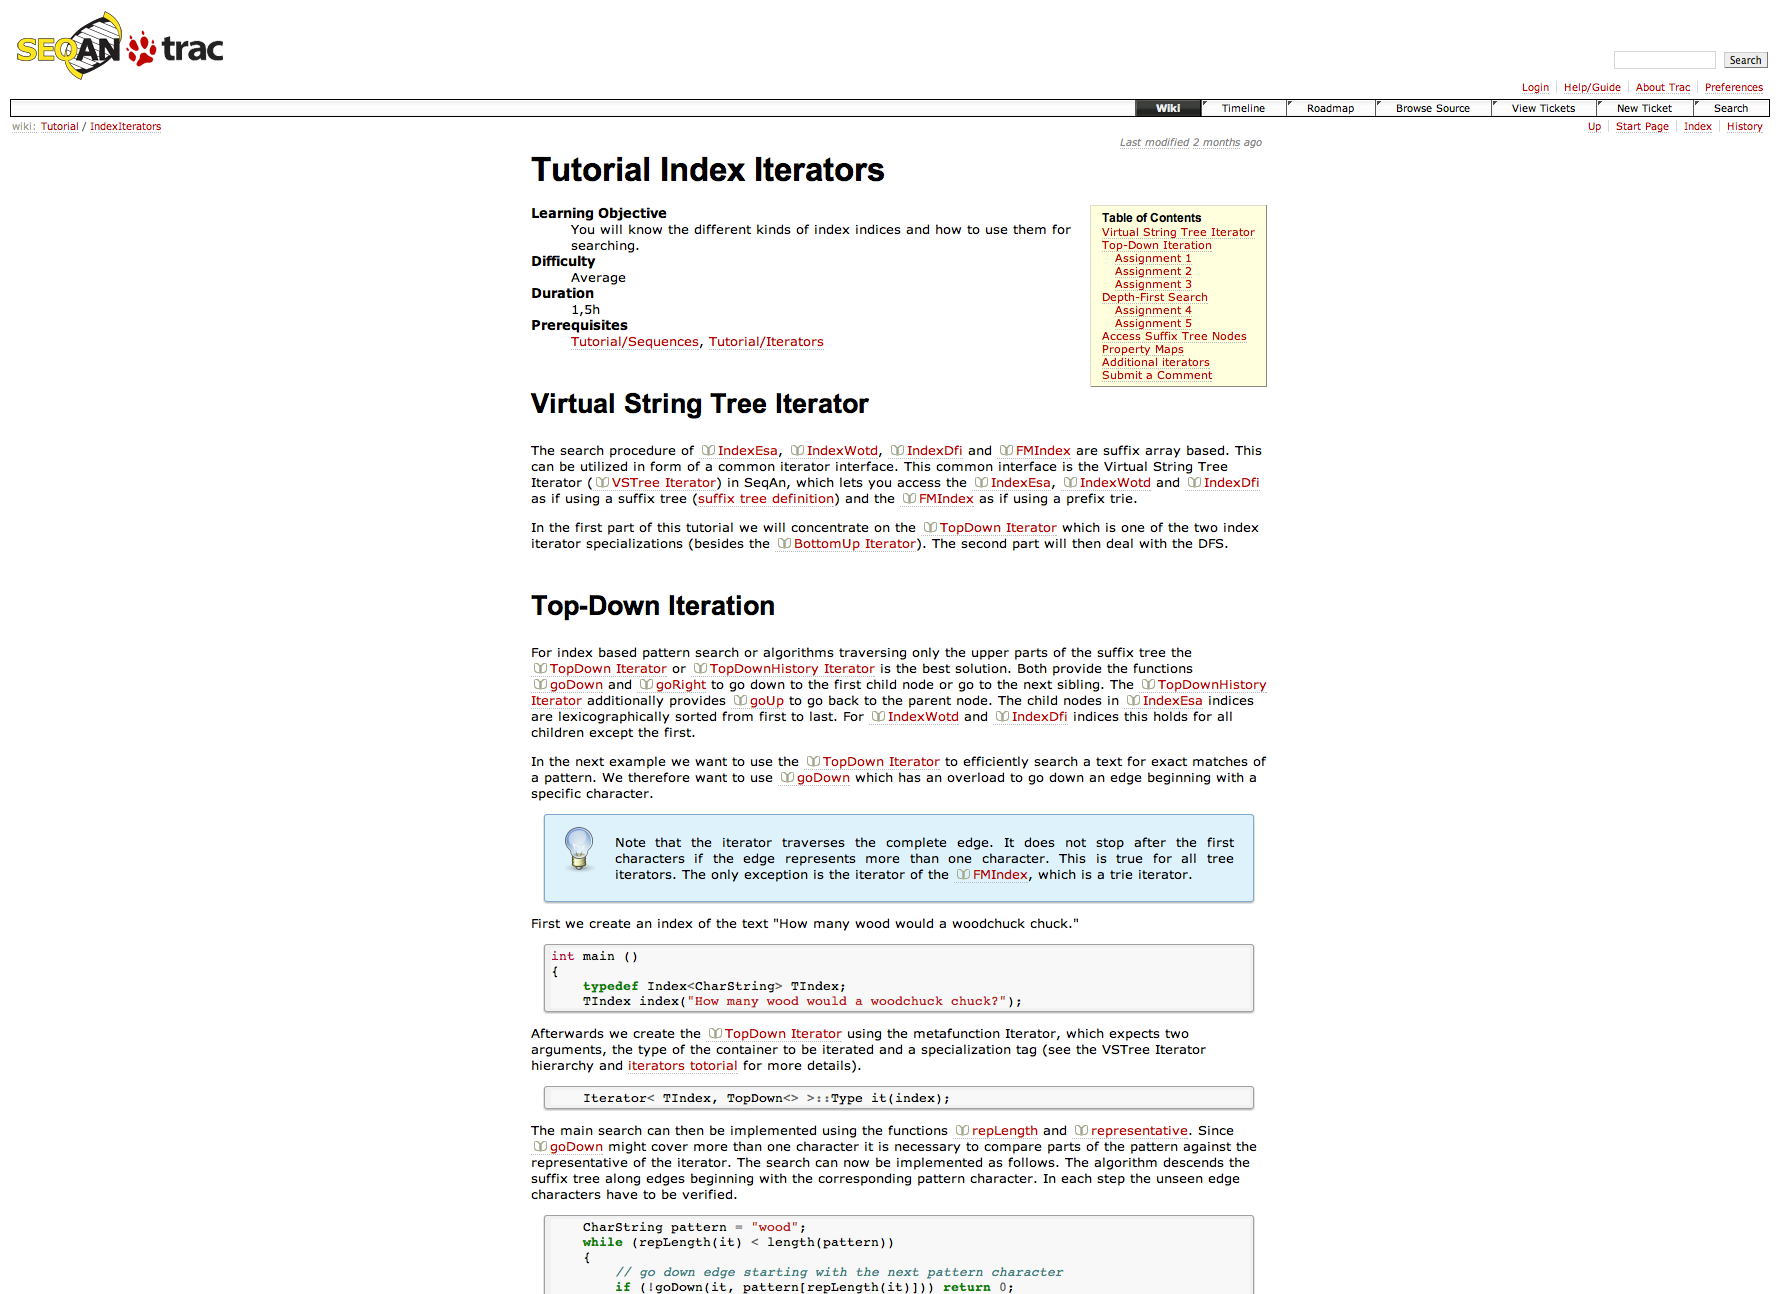 SEQAN trac
Search
Login Help/Guide About Trac Preferences
Wiki Timeline Roadmap Browse Source View Tickets New Ticket Search
wiki: Tutorial / IndexIterators
Up Start Page Index History
Last modified 2 months ago
Tutorial Index Iterators
Learning Objective
You will know the different kinds of index indices and how to use them for
searching.
Difficulty
Average
Duration
1,5h
Prerequisites
Tutorial/Sequences, Tutorial/Iterators
Table of Contents
Virtual String Tree Iterator
Top-Down Iteration
Assignment 1
Assignment 2
Assignment 3
Depth-First Search
Assignment 4
Assignment 5
Access Suffix Tree Nodes
Property Maps
Additional iterators
Submit a Comment
Virtual String Tree Iterator
The search procedure of IndexEsa, IndexWotd, IndexDfi and FMIndex are suffix array based. This
can be utilized in form of a common iterator interface. This common interface is the Virtual String Tree
Iterator (VSTree Iterator) in SeqAn, which lets you access the IndexEsa, IndexWotd and IndexDfi
as if using a suffix tree (suffix tree definition) and the FMIndex as if using a prefix trie.
In the first part of this tutorial we will concentrate on the TopDown Iterator which is one of the two index
iterator specializations (besides the BottomUp Iterator). The second part will then deal with the DFS.
Top-Down Iteration
For index based pattern search or algorithms traversing only the upper parts of the suffix tree the
TopDown Iterator or TopDownHistory Iterator is the best solution. Both provide the functions
goDown and goRight to go down to the first child node or go to the next sibling. The TopDownHistory
Iterator additionally provides goUp to go back to the parent node. The child nodes in IndexEsa indices
are lexicographically sorted from first to last. For IndexWotd and IndexDfi indices this holds for all
children except the first.
In the next example we want to use the TopDown Iterator to efficiently search a text for exact matches of
a pattern. We therefore want to use goDown which has an overload to go down an edge beginning with a
specific character.
Note that the iterator traverses the complete edge. It does not stop after the first
characters if the edge represents more than one character. This is true for all tree
iterators. The only exception is the iterator of the FMIndex, which is a trie iterator.
First we create an index of the text "How many wood would a woodchuck chuck."
int main ()
{
typedef Index<CharString> TIndex;
TIndex index("How many wood would a woodchuck chuck?");
Afterwards we create the TopDown Iterator using the metafunction Iterator, which expects two
arguments, the type of the container to be iterated and a specialization tag (see the VSTree Iterator
hierarchy and iterators totorial for more details).
Iterator< TIndex, TopDown<> >::Type it(index);
The main search can then be implemented using the functions repLength and representative. Since
goDown might cover more than one character it is necessary to compare parts of the pattern against the
representative of the iterator. The search can now be implemented as follows. The algorithm descends the
suffix tree along edges beginning with the corresponding pattern character. In each step the unseen edge
characters have to be verified.
CharString pattern = "wood";
while (repLength(it) < length(pattern))
{
// go down edge starting with the next pattern character
if (!goDown(it, pattern[repLength(it)])) return 0;